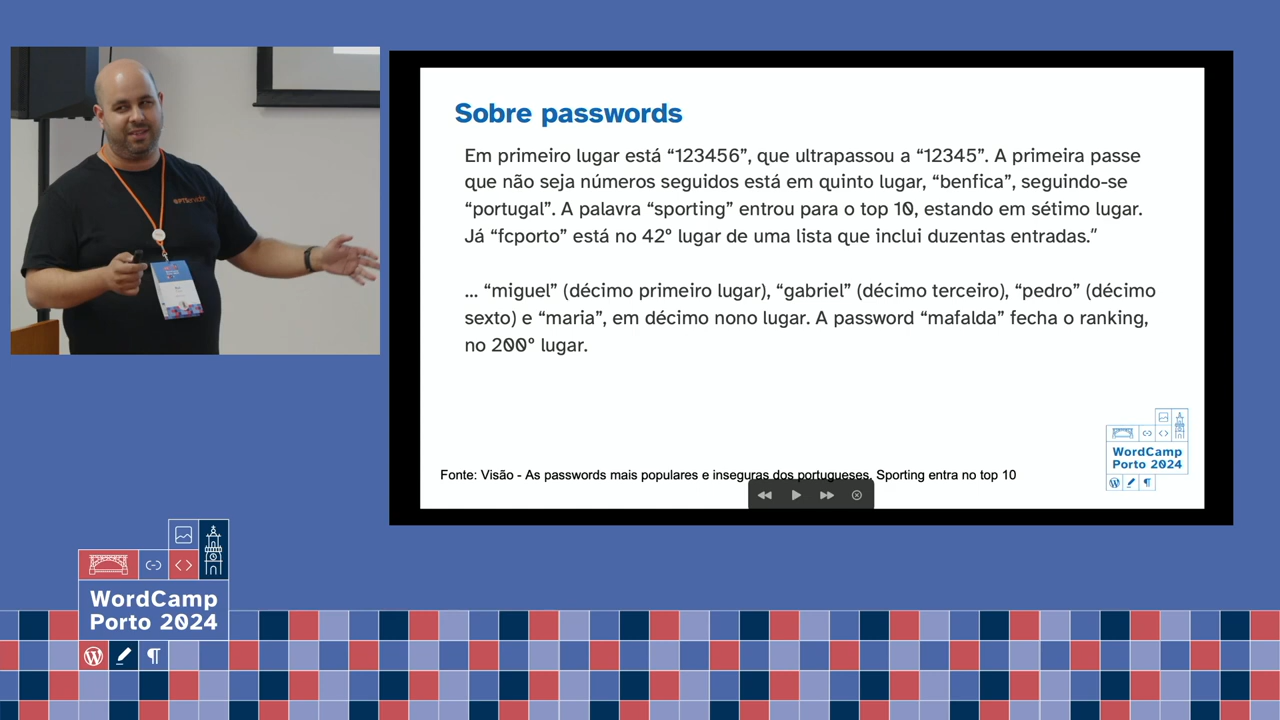 Sobre passwords
Em primeiro lugar está “123456”, que ultrapassou a “12345”. A primeira passe
que não seja números seguidos está em quinto lugar, “benfica”, seguindo-se
“portugal”. A palavra “sporting” entrou para o top 10, estando em sétimo lugar.
Já “fcporto” está no 42º lugar de uma lista que inclui duzentas entradas.”
... “miguel” (décimo primeiro lugar), “gabriel” (décimo terceiro), “pedro” (décimo
sexto) e “maria”, em décimo nono lugar. A password “mafalda” fecha o ranking,
no 200º lugar.
WordCamp
Porto 2024
Fonte: Visão - As passwords mais populares e inseguras dos portugueses. Sporting entra no top 10
WordCamp
Porto 2024